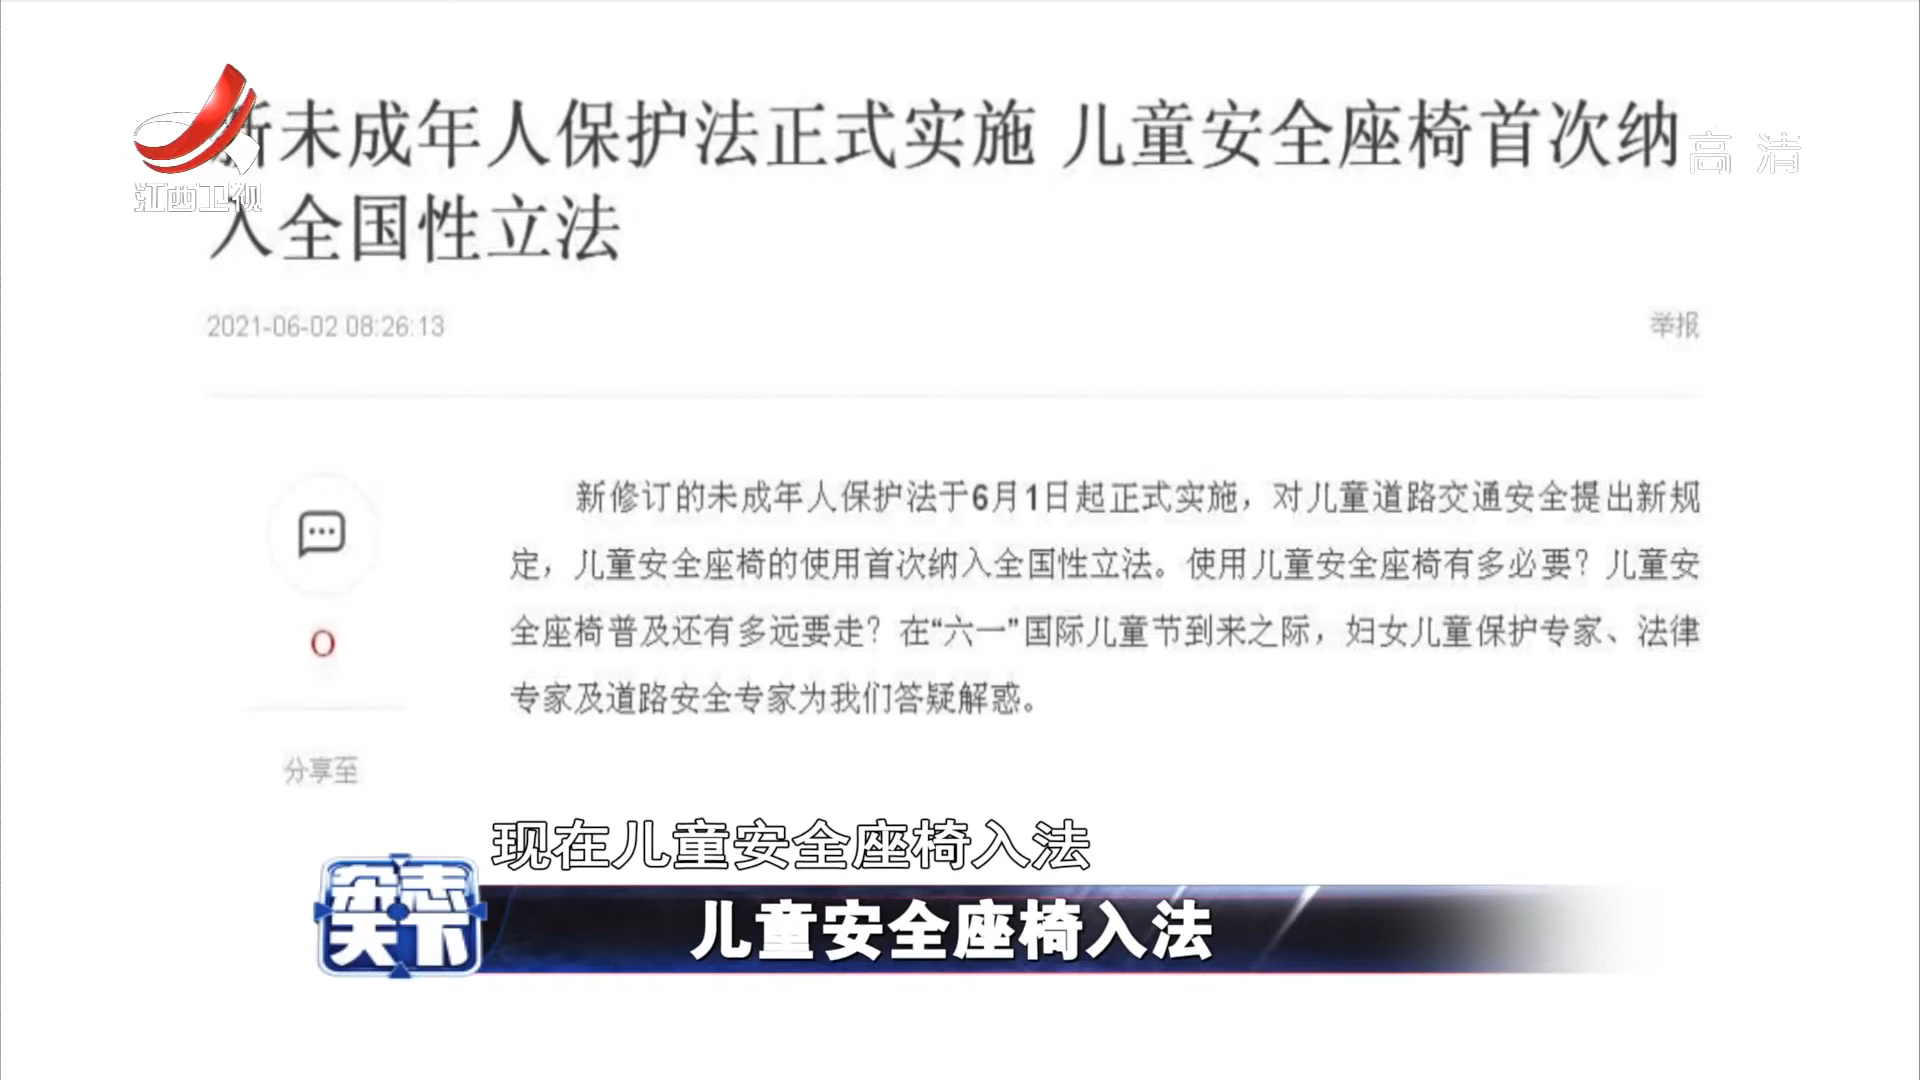 新未成年人保护法正式实施 儿童安全座椅首次纳
入全国性立法
江西卫视
高 清
2021-06-02 08:26:13
举报
新修订的未成年人保护法于6月1日起正式实施，对儿童道路交通安全提出新规
定，儿童安全座椅的使用首次纳入全国性立法。使用儿童安全座椅有多必要？儿童安
全座椅普及还有多远要走？在“六一”国际儿童节到来之际，妇女儿童保护专家、法律
专家及道路安全专家为我们答疑解惑。
0
分享至
现在儿童安全座椅入法
杂志
天下
儿童安全座椅入法